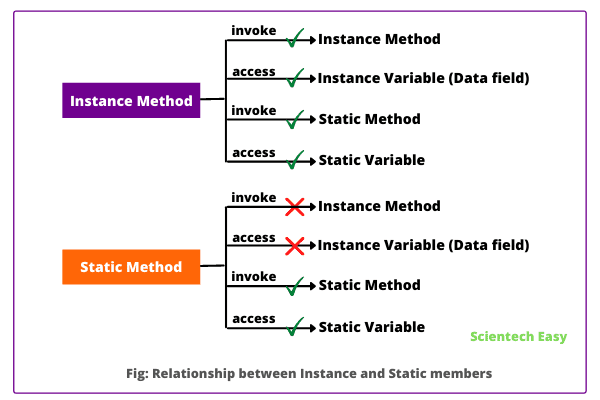 invoke
Instance Method
access
Instance Variable (Data field)
Instance Method
invoke
Static Method
access
Static Variable
invoke
Instance Method
access
Instance Variable (Data field)
Static Method
invoke
Static Method
access
Static Variable
Scientech Easy
Fig: Relationship between Instance and Static members